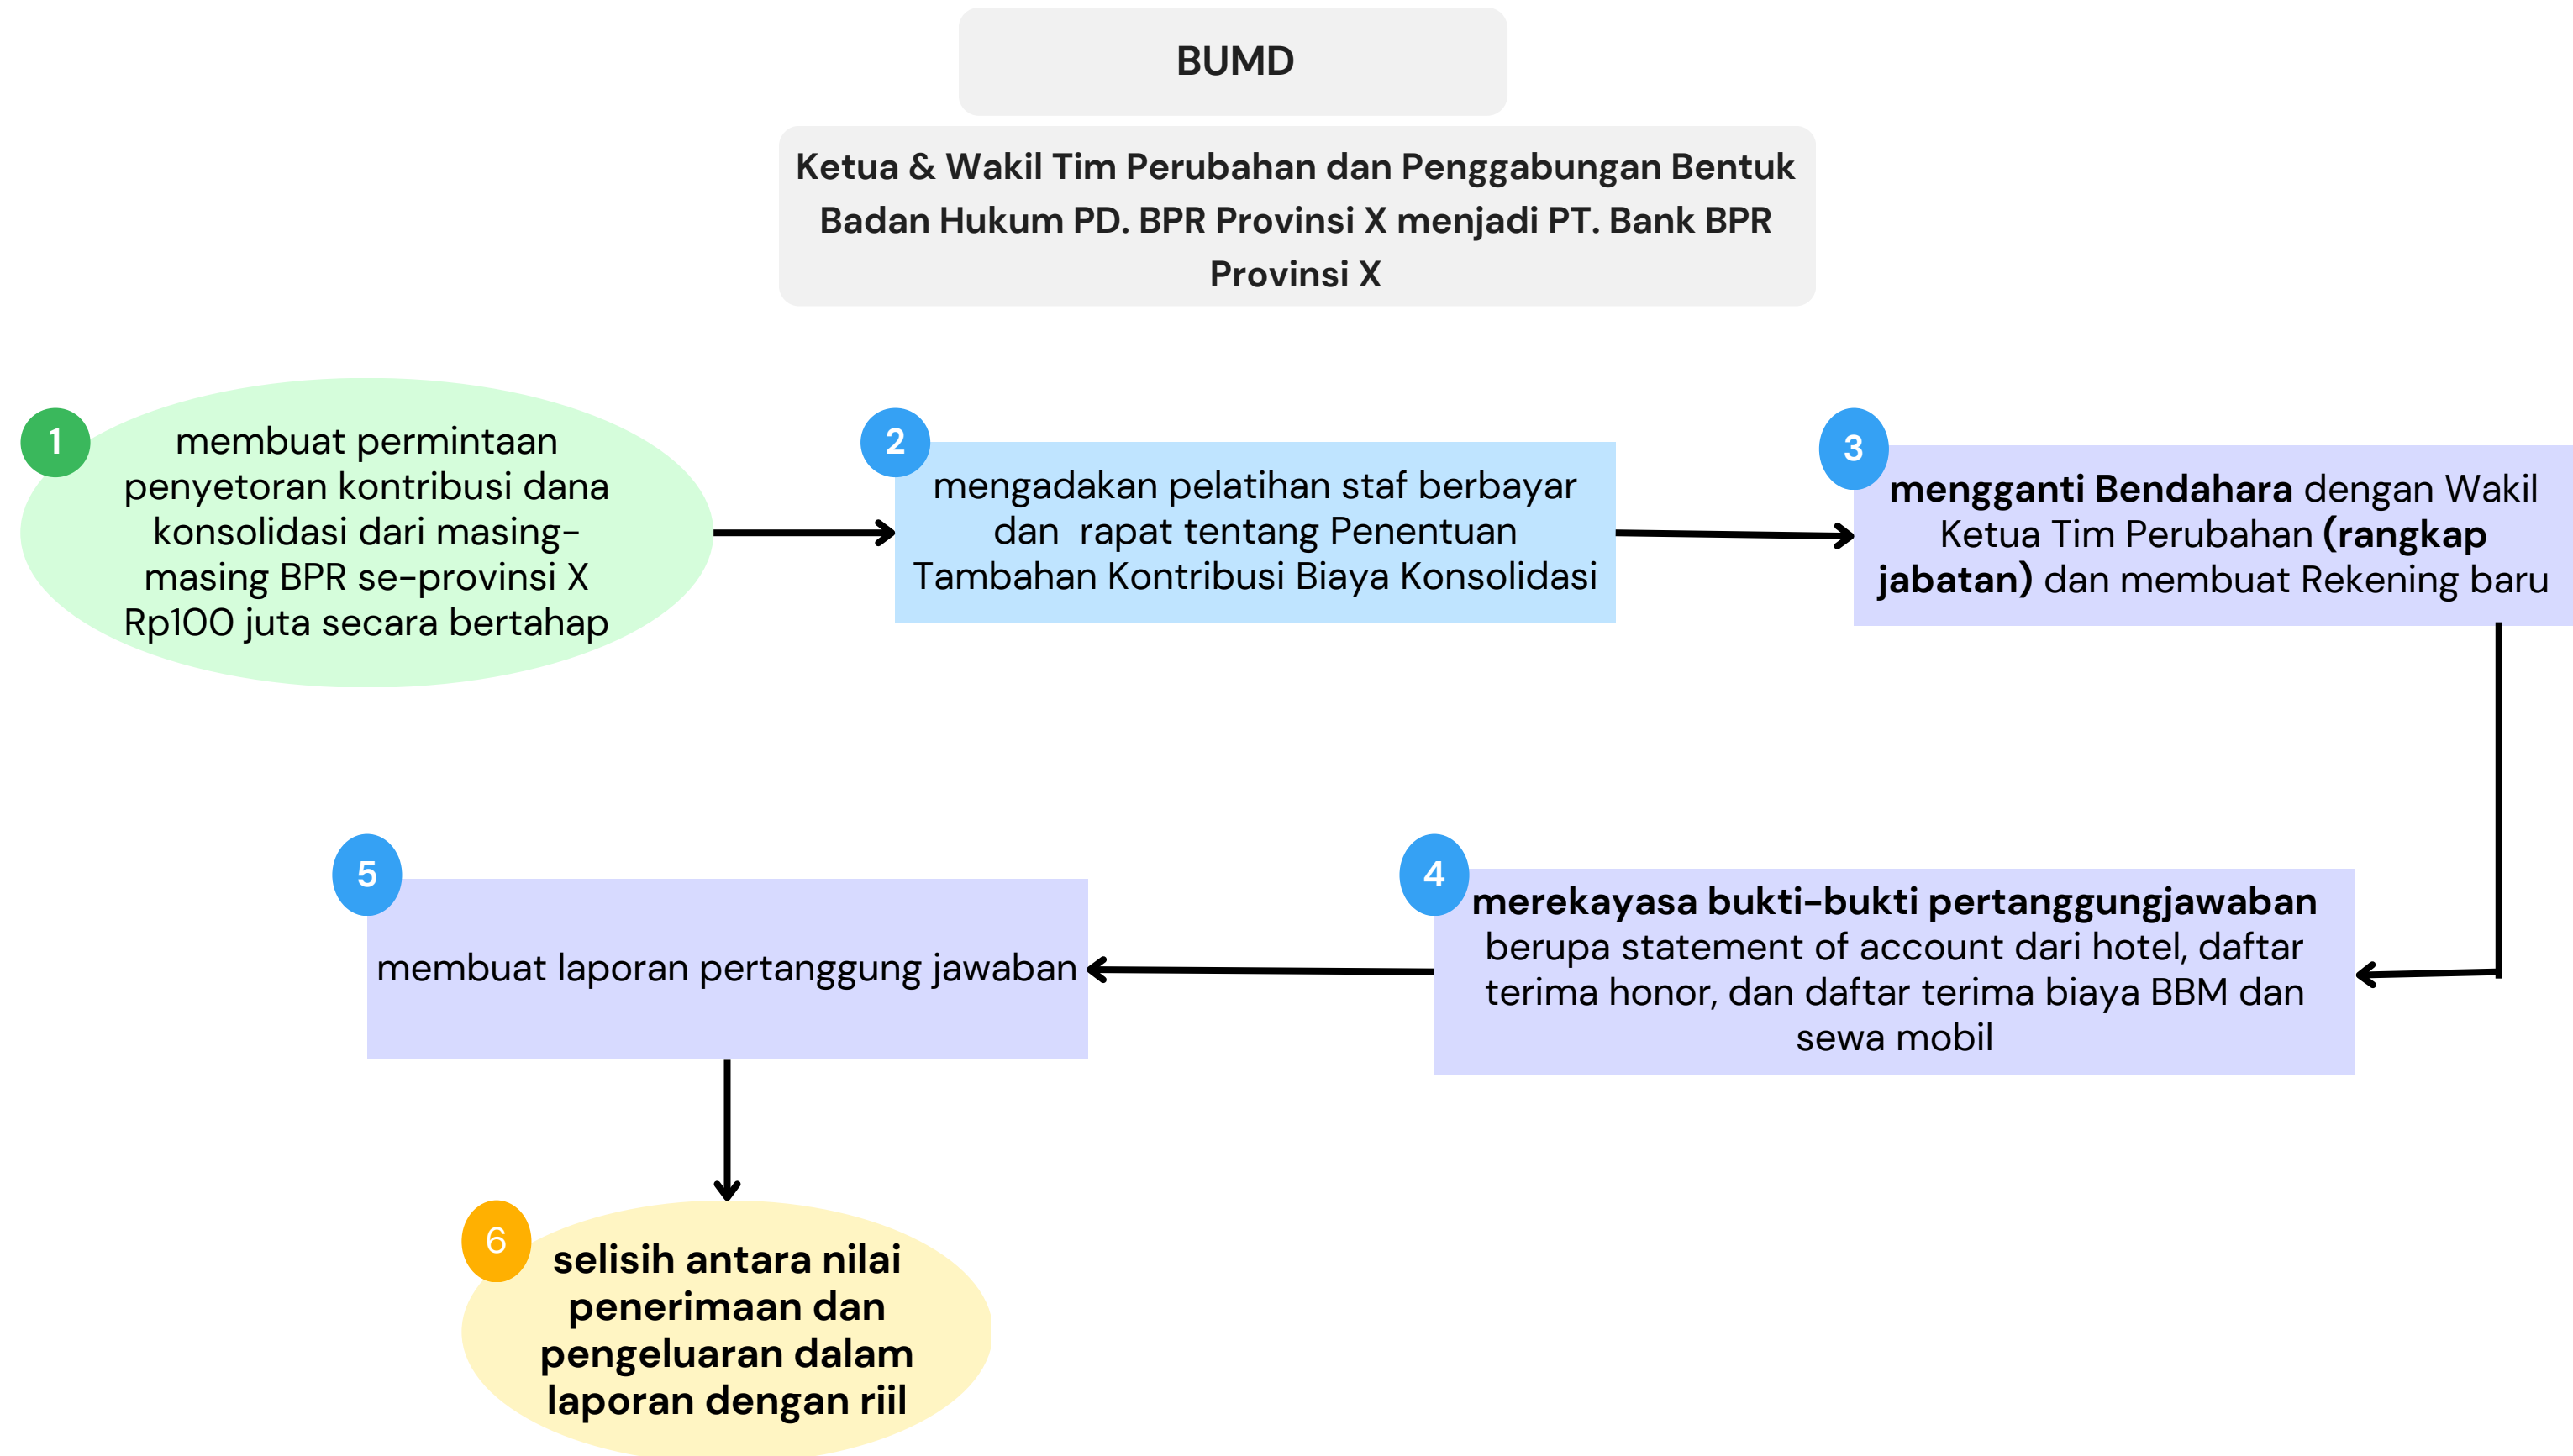 BUMD
Ketua & Wakil Tim Perubahan dan Penggabungan Bentuk
Badan Hukum PD. BPR Provinsi X menjadi PT. Bank BPR
Provinsi X
1
membuat permintaan
penyetoran kontribusi dana
konsolidasi dari masing-
masing BPR se-provinsi X
Rp100 juta secara bertahap
2
mengadakan pelatihan staf berbayar
dan rapat tentang Penentuan
Tambahan Kontribusi Biaya Konsolidasi
3
mengganti Bendahara dengan Wakil
Ketua Tim Perubahan (rangkap
jabatan) dan membuat Rekening baru
4
merekayasa bukti-bukti pertanggungjawaban
berupa statement of account dari hotel, daftar
terima honor, dan daftar terima biaya BBM dan
sewa mobil
5
membuat laporan pertanggung jawaban
6
selisih antara nilai
penerimaan dan
pengeluaran dalam
laporan dengan riil